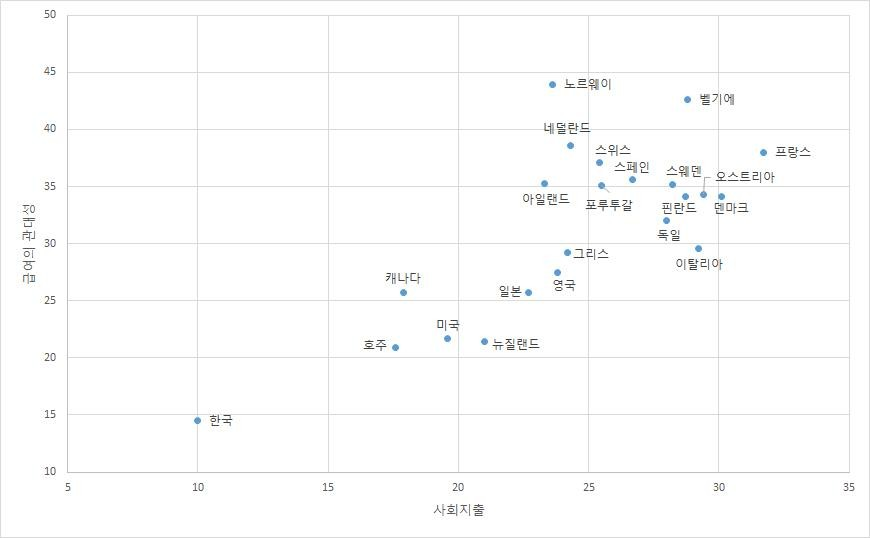 50
45
40
35
30
25
20
15
10
노르웨이
벨기에
네덜란드
스위스
프랑스
스페인
스웨덴
오스트리아
아일랜드
포루투갈
핀란드
덴마크
독일
그리스
이탈리아
캐나다
일본
영국
미국
호주
뉴질랜드
한국
급여의 관대성
5
10
15
20
25
30
35
사회지출